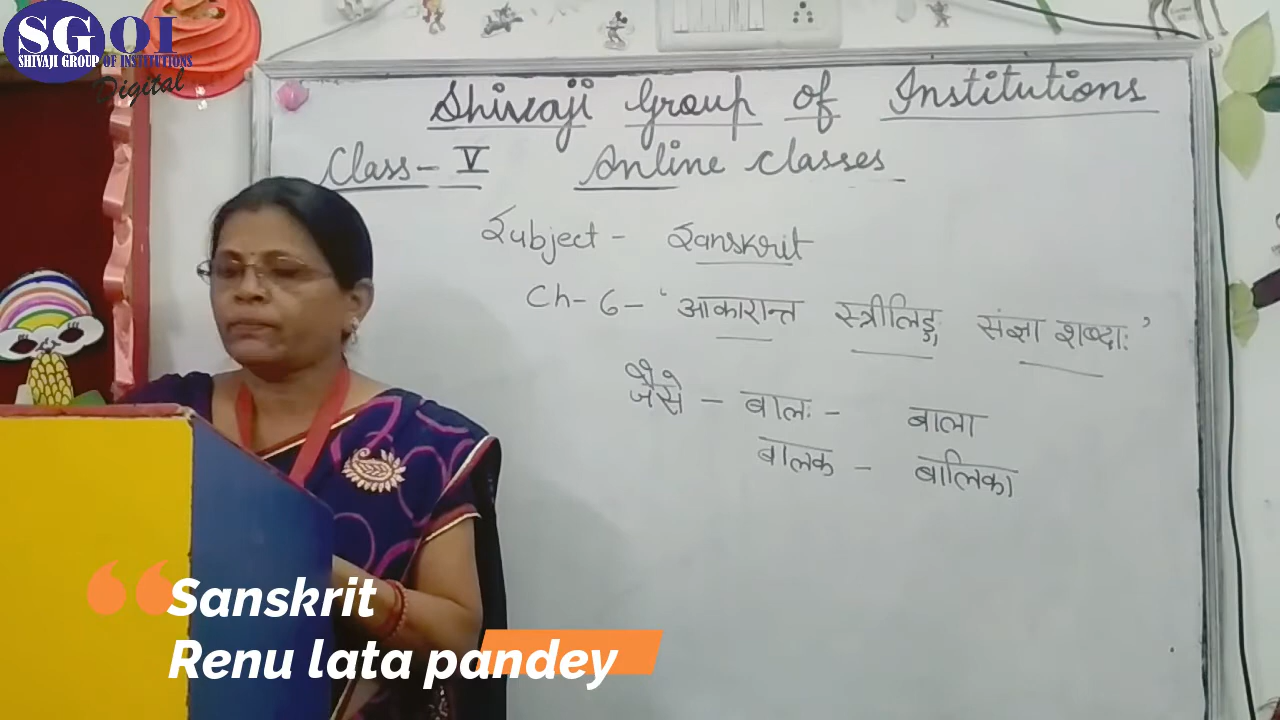 SGOI
SHIVAJI GROUP OF INSTITUTIONS
Digital
Shivaji Group of Institutions
Class - V Online classes
Subject - Sanskrit
Ch - 6 - 'आकारान्त स्त्रीलिङ्ग संज्ञा शब्दाः'
जैसे - बालः - बाला
बालक - बालिका
Sanskrit
Renu lata pandey